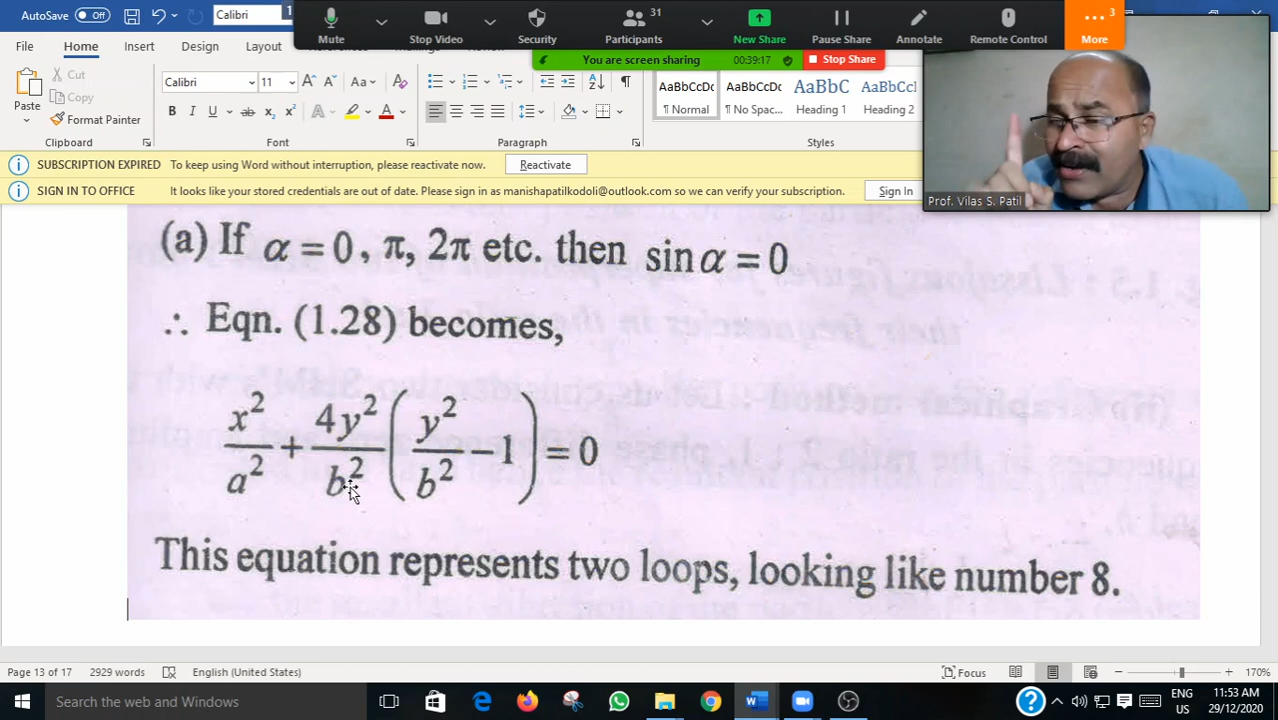 AutoSave Off
Calibri
Mute
Stop Video
Security
31
Participants
New Share
Pause Share
Annotate
Remote Control
3
More
You are screen sharing
00:39:17
Stop Share
File
Home
Insert
Design
Layout
Paste
Cut
Copy
Format Painter
Clipboard
Calibri
11
Font
Paragraph
AaBbCcDc
¶ Normal
AaBbCcDc
¶ No Spac...
AaBbC
Heading 1
AaBbCcI
Heading 2
Styles
SUBSCRIPTION EXPIRED To keep using Word without interruption, please reactivate now. Reactivate
SIGN IN TO OFFICE It looks like your stored credentials are out of date. Please sign in as manishapatilkodoli@outlook.com so we can verify your subscription. Sign In
Prof. Vilas S. Patil
(a) If α = 0, π, 2π etc. then sin α = 0
∴ Eqn. (1.28) becomes,
x²/a² + 4y²/b² (y²/b² − 1) = 0
This equation represents two loops, looking like number 8.
Page 13 of 17 2929 words English (United States) Focus 170%
Search the web and Windows
ENG
US
11:53 AM
29/12/2020